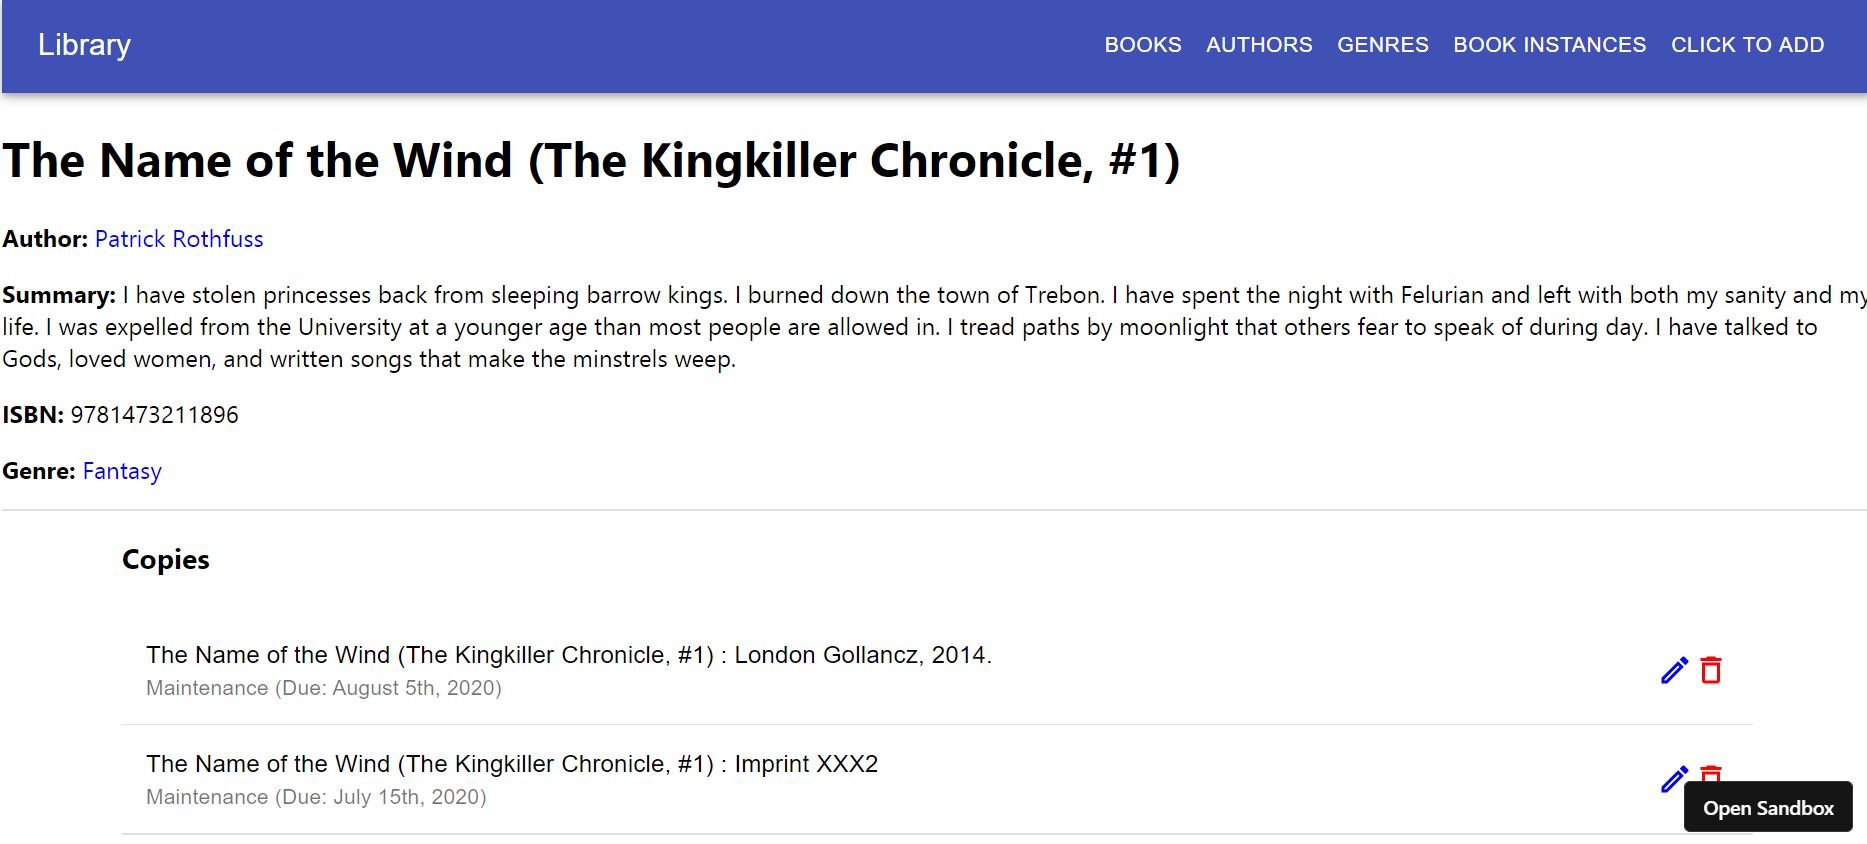 Library
BOOKS AUTHORS GENRES BOOK INSTANCES CLICK TO ADD
The Name of the Wind (The Kingkiller Chronicle, #1)
Author: Patrick Rothfuss
Summary: I have stolen princesses back from sleeping barrow kings. I burned down the town of Trebon. I have spent the night with Felurian and left with both my sanity and my
life. I was expelled from the University at a younger age than most people are allowed in. I tread paths by moonlight that others fear to speak of during day. I have talked to
Gods, loved women, and written songs that make the minstrels weep.
ISBN: 9781473211896
Genre: Fantasy
Copies
The Name of the Wind (The Kingkiller Chronicle, #1) : London Gollancz, 2014.
Maintenance (Due: August 5th, 2020)
The Name of the Wind (The Kingkiller Chronicle, #1) : Imprint XXX2
Maintenance (Due: July 15th, 2020)
Open Sandbox